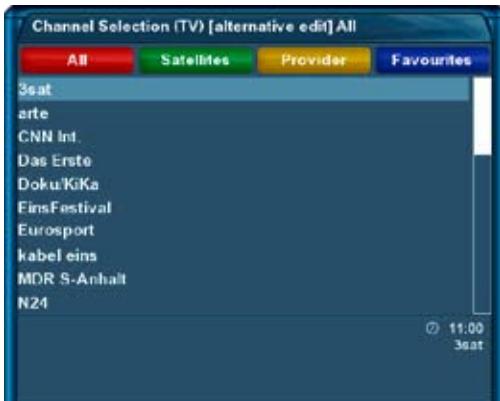 Channel Selection (TV) [alternative edit] All
All Satellites Provider Favourites
3sat
arte
CNN Int.
Das Erste
Doku/KiKa
EinsFestival
Eurosport
kabel eins
MDR S-Anhalt
N24
11:00
3sat